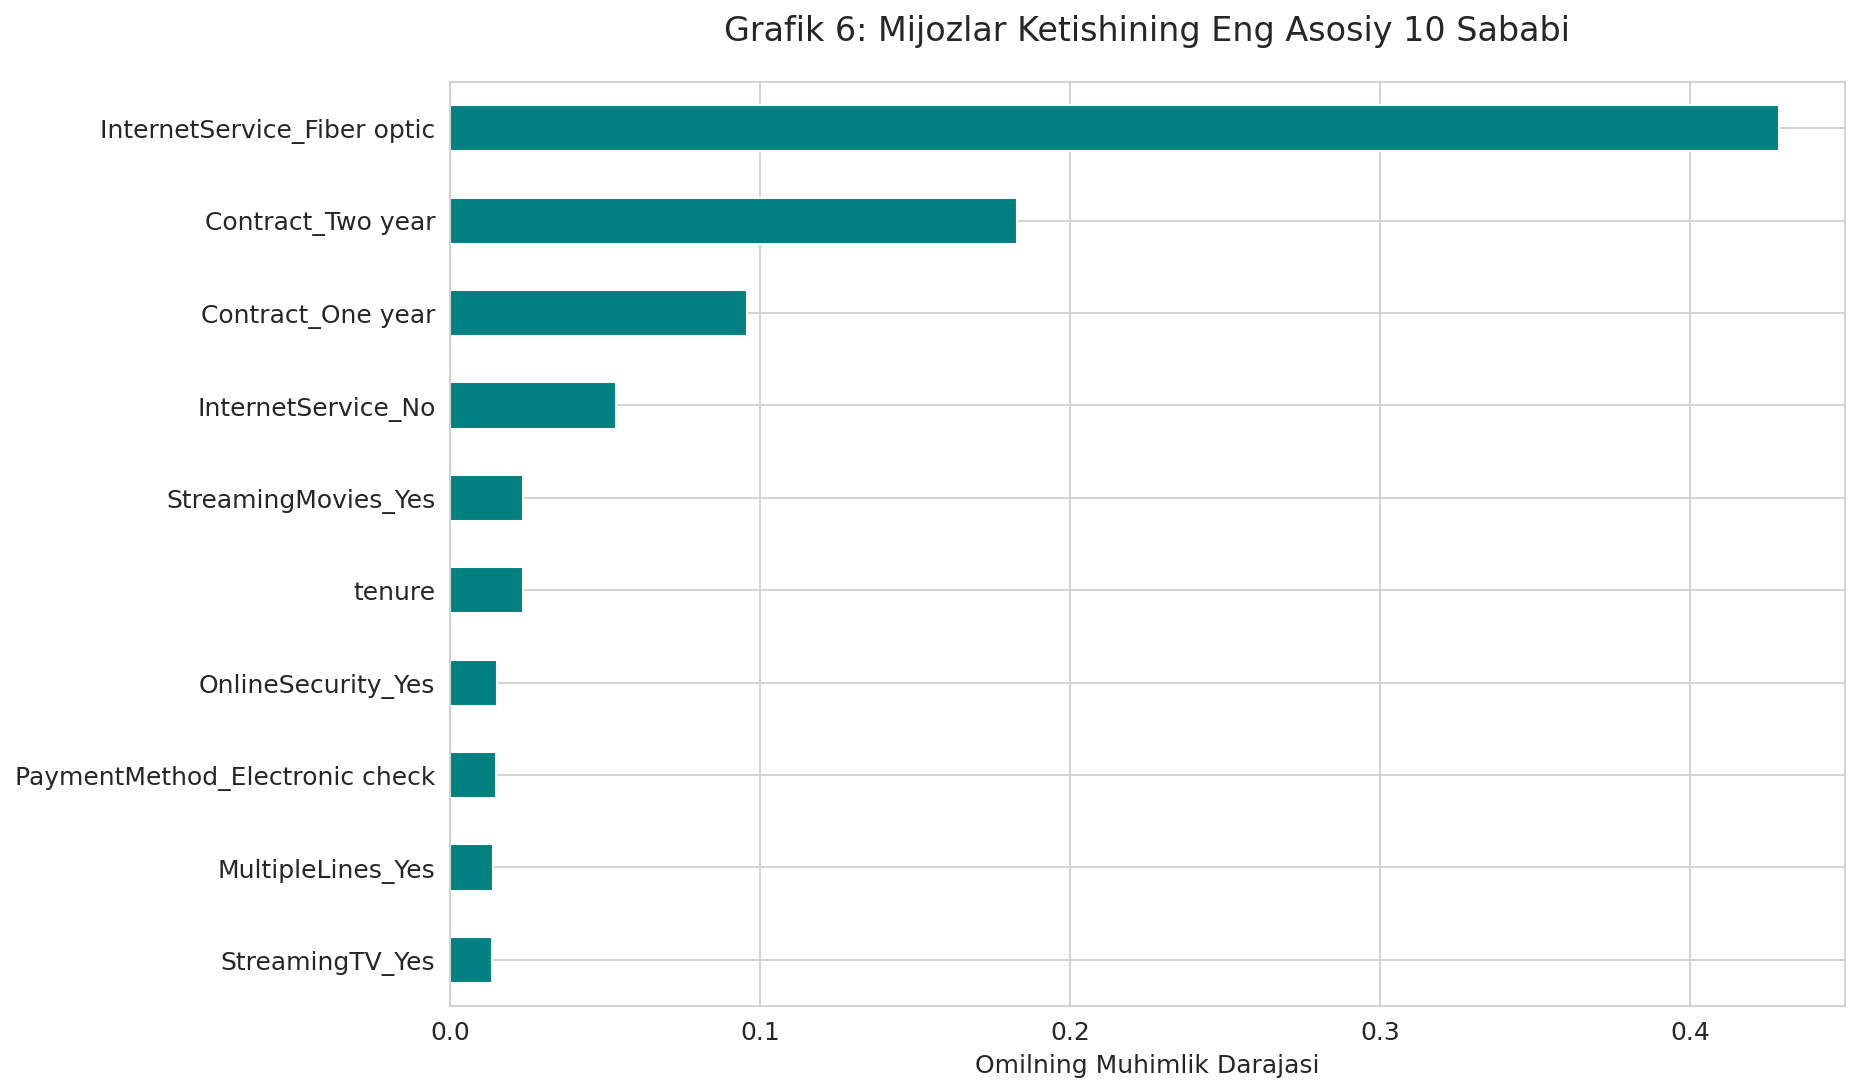 Grafik 6: Mijozlar Ketishining Eng Asosiy 10 Sababi
InternetService_Fiber optic
Contract_Two year
Contract_One year
InternetService_No
StreamingMovies_Yes
tenure
OnlineSecurity_Yes
PaymentMethod_Electronic check
MultipleLines_Yes
StreamingTV_Yes
0.0 0.1 0.2 0.3 0.4
Omilning Muhimlik Darajasi